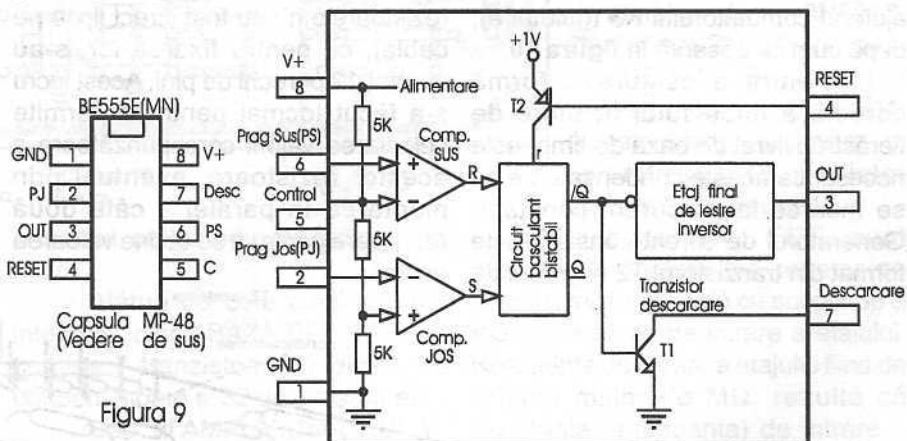 V+
8
Alimentare
+1V
RESET
T2
4
BE555E(MN)
5K
Comp.
SUS
GND 1 8 V+
PJ 2 7 Desc
OUT 3 6 PS
RESET 4 5 C
Capsula MP-48
(Vedere de sus)
Figura 9
Prag Sus(PS)
6
+
Control
−
5
R
r
5K
Prag Jos(PJ)
2
−
S
+
Comp.
JOS
5K
GND
1
Circuit
basculant
bistabil
/Q
Q
Etaj final
de iesire
inversor
OUT
3
Tranzistor
descarcare
Descarcare
7
T1